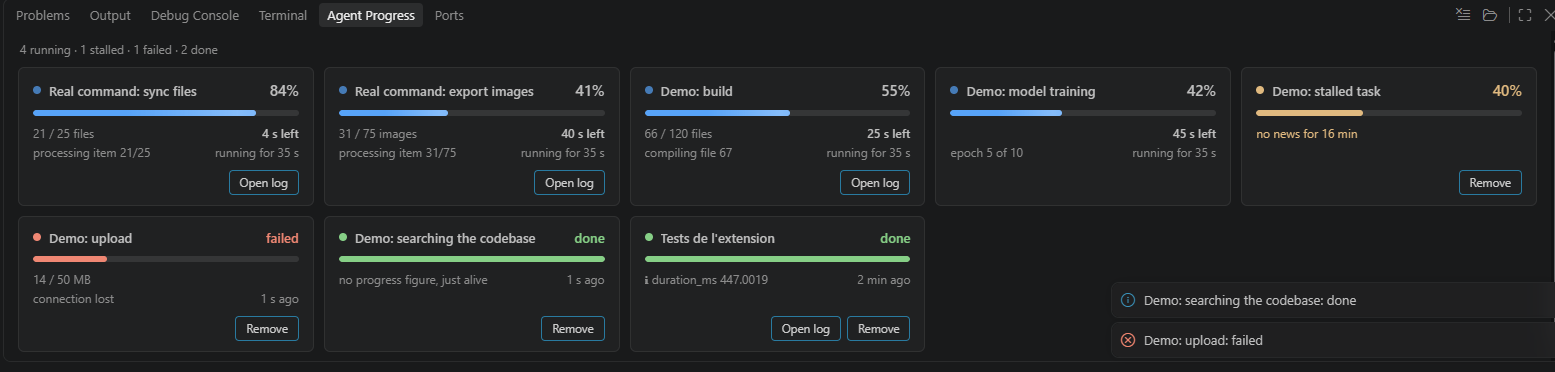 Problems Output Debug Console Terminal Agent Progress Ports
4 running · 1 stalled · 1 failed · 2 done
Real command: sync files 84%
21 / 25 files 4 s left
processing item 21/25 running for 35 s
Open log
Real command: export images 41%
31 / 75 images 40 s left
processing item 31/75 running for 35 s
Open log
Demo: build 55%
66 / 120 files 25 s left
compiling file 67 running for 35 s
Open log
Demo: model training 42%
45 s left
epoch 5 of 10 running for 35 s
Demo: stalled task 40%
no news for 16 min
Remove
Demo: upload failed
14 / 50 MB
connection lost 1 s ago
Remove
Demo: searching the codebase done
no progress figure, just alive 1 s ago
Remove
Tests de l'extension done
ℹ duration_ms 447.0019 2 min ago
Open log Remove
Demo: searching the codebase: done
Demo: upload: failed